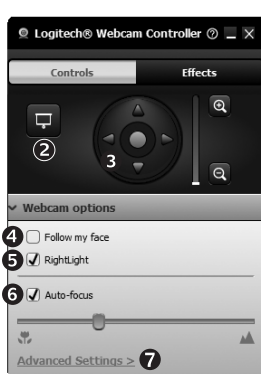 Logitech® Webcam Controller
Controls Effects
2
3
Webcam options
4 Follow my face
5 RightLight
6 Auto-focus
Advanced Settings > 7